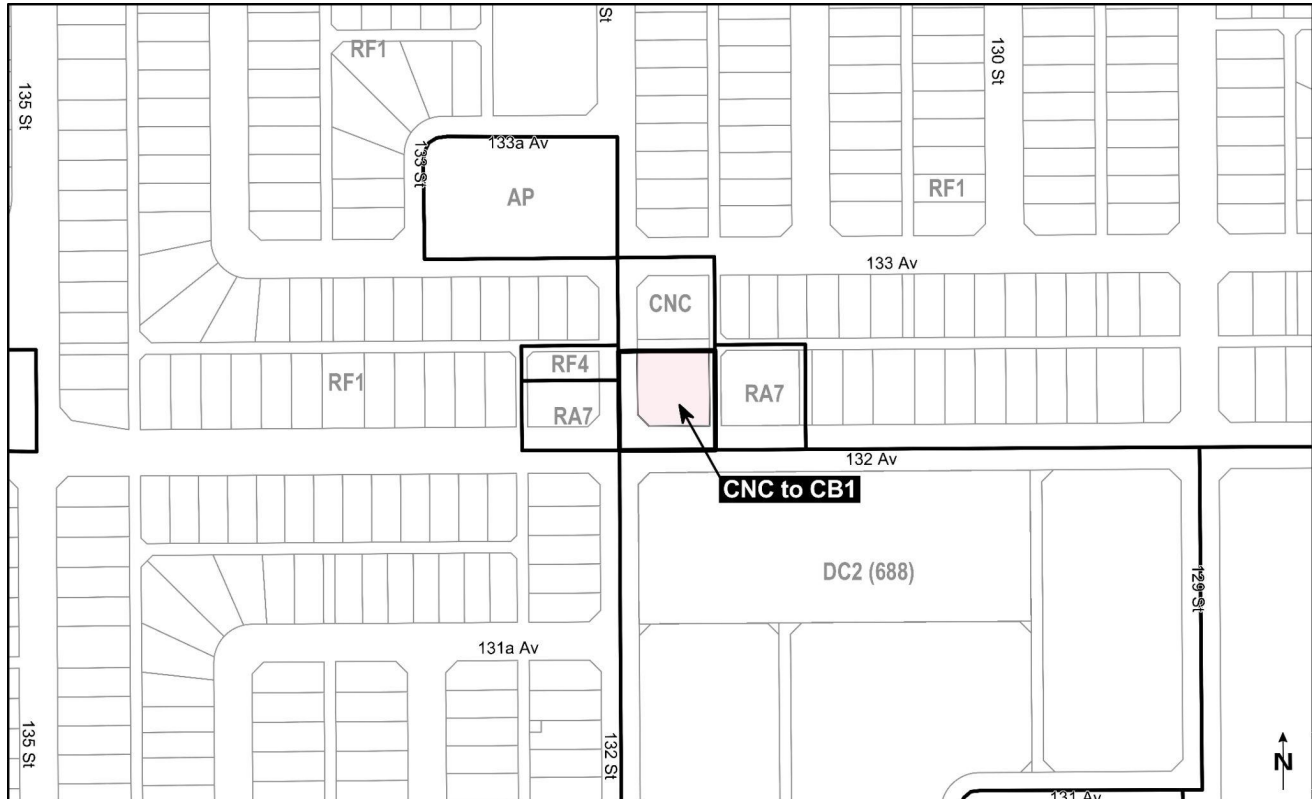 St
RF1
135 St
130 St
133a Av
133 St
AP
RF1
133 Av
CNC
RF4
RF1
RA7
RA7
132 Av
CNC to CB1
DC2 (688)
129 St
131a Av
135 St
132 St
N
131 Av